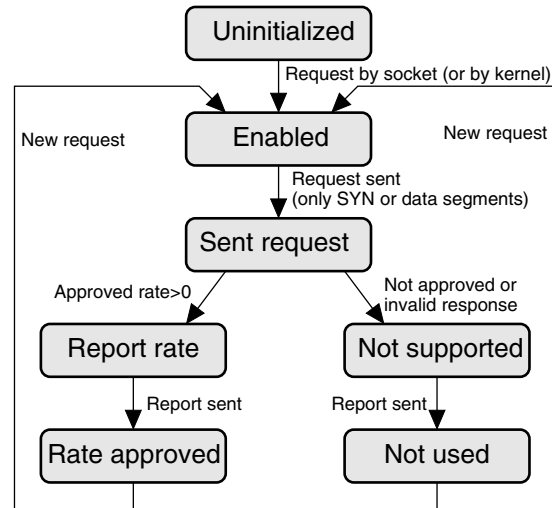 Uninitialized
Request by socket (or by kernel)
New request
Enabled
New request
Request sent
(only SYN or data segments)
Sent request
Approved rate>0
Not approved or
invalid response
Report rate
Not supported
Report sent
Report sent
Rate approved
Not used